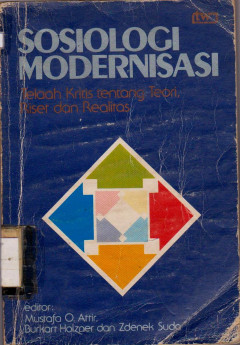 SOSIOLOGI
MODERNISASI
Telaah Kritis tentang Teori,
Riset dan Realitas
editor:
Mustafa O. Attir,
Burkart Holzner dan Zdenek Suda